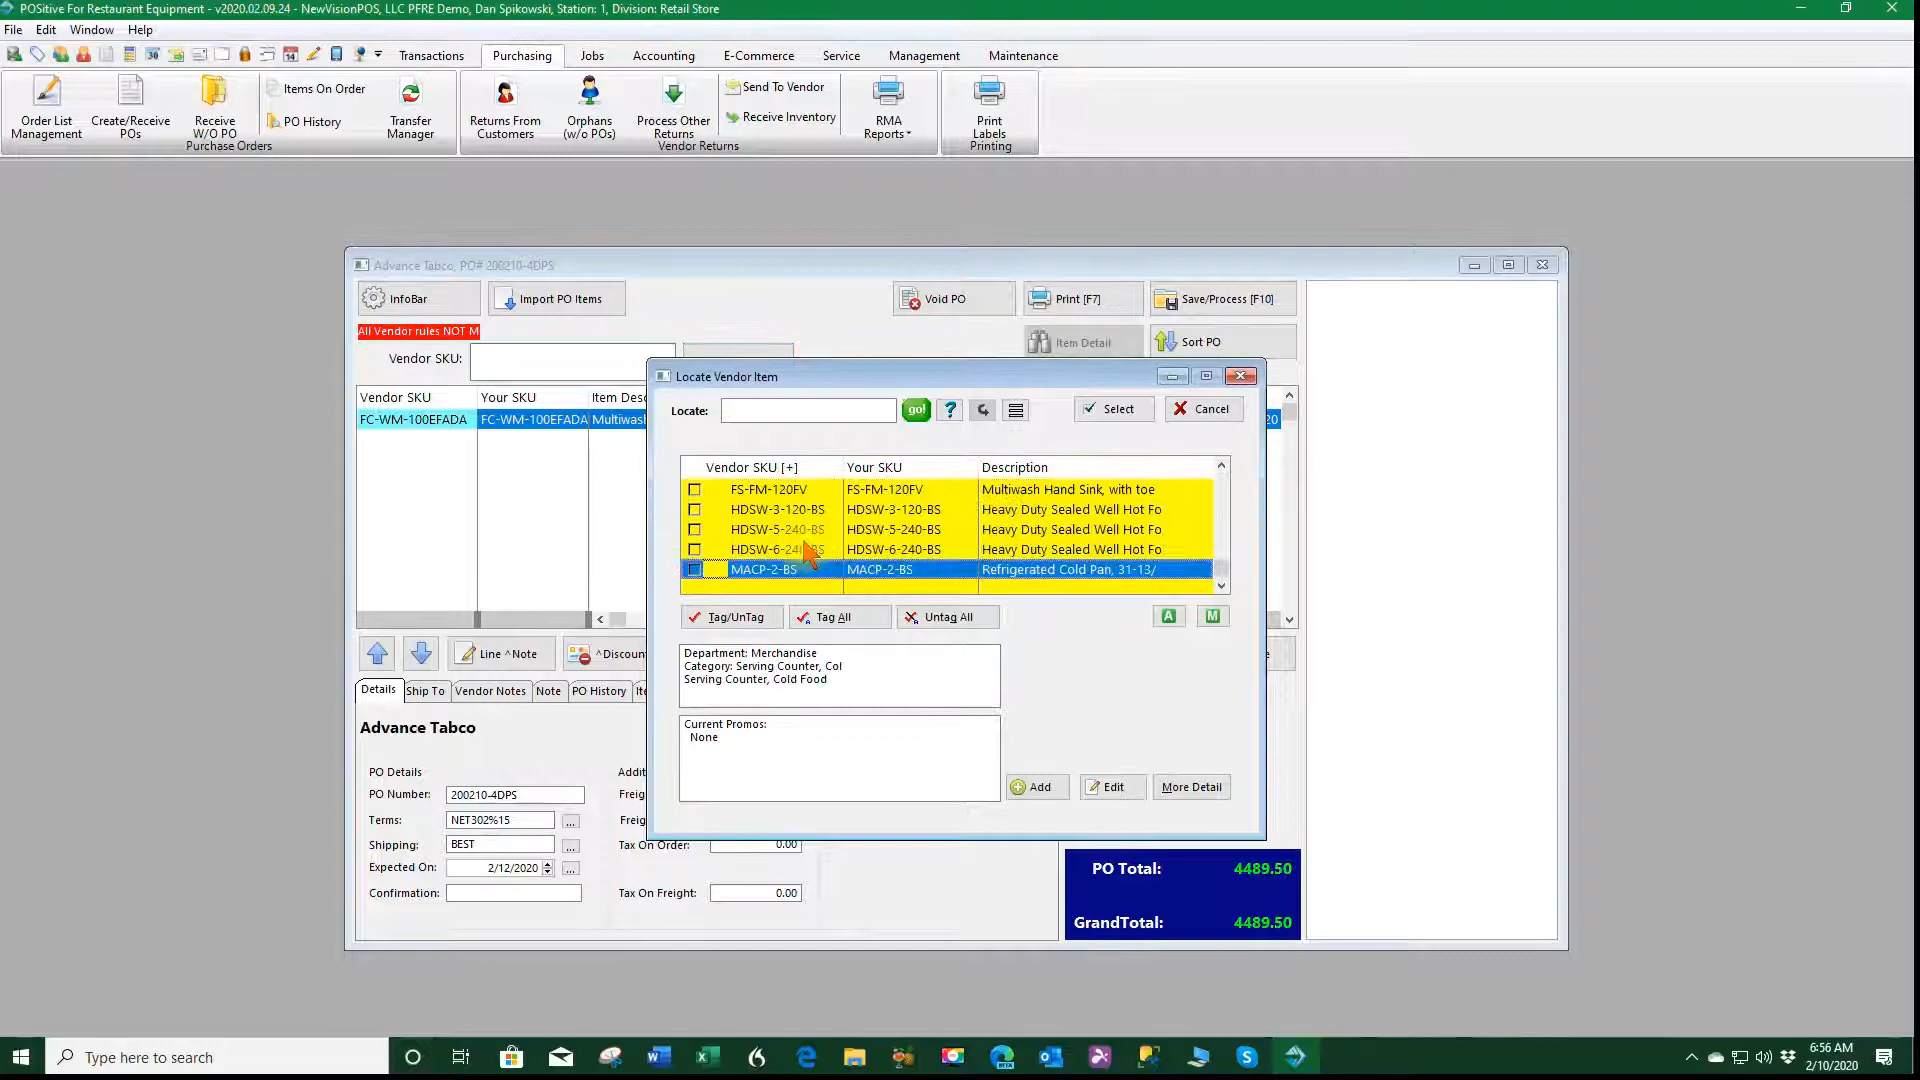 POSitive For Restaurant Equipment - v2020.02.09.24 - NewVisionPOS, LLC PFRE Demo, Dan Spikowski, Station: 1, Division: Retail Store
File Edit Window Help
Transactions Purchasing Jobs Accounting E-Commerce Service Management Maintenance
Order List Management
Create/Receive POs
Receive W/O PO
Items On Order
PO History
Transfer Manager
Purchase Orders
Returns From Customers
Orphans (w/o POs)
Process Other Returns
Send To Vendor
Receive Inventory
RMA Reports
Vendor Returns
Print Labels
Printing
Advance Tabco, PO# 200210-4DPS
InfoBar
Import PO Items
Void PO
Print [F7]
Save/Process [F10]
All Vendor rules NOT M
Item Detail
Sort PO
Vendor SKU:
Vendor SKU Your SKU Item Desc
FC-WM-100EFADA FC-WM-100EFADA Multiwash 20
Locate Vendor Item
Locate: go! ? Select Cancel
Vendor SKU [+] Your SKU Description
FS-FM-120FV FS-FM-120FV Multiwash Hand Sink, with toe
HDSW-3-120-BS HDSW-3-120-BS Heavy Duty Sealed Well Hot Fo
HDSW-5-240-BS HDSW-5-240-BS Heavy Duty Sealed Well Hot Fo
HDSW-6-240-BS HDSW-6-240-BS Heavy Duty Sealed Well Hot Fo
MACP-2-BS MACP-2-BS Refrigerated Cold Pan, 31-13/
Tag/UnTag Tag All Untag All A M
Department: Merchandise
Category: Serving Counter, Col
Serving Counter, Cold Food
Current Promos:
None
Add Edit More Detail
Line ^Note ^Discoun e
Details Ship To Vendor Notes Note PO History Ite
Advance Tabco
PO Details Addit
PO Number: 200210-4DPS Freig
Terms: NET302%15 ... Freig
Shipping: BEST ... Tax On Order: 0.00
Expected On: 2/12/2020 ...
Confirmation: Tax On Freight: 0.00
PO Total: 4489.50
GrandTotal: 4489.50
Type here to search
6:56 AM
2/10/2020